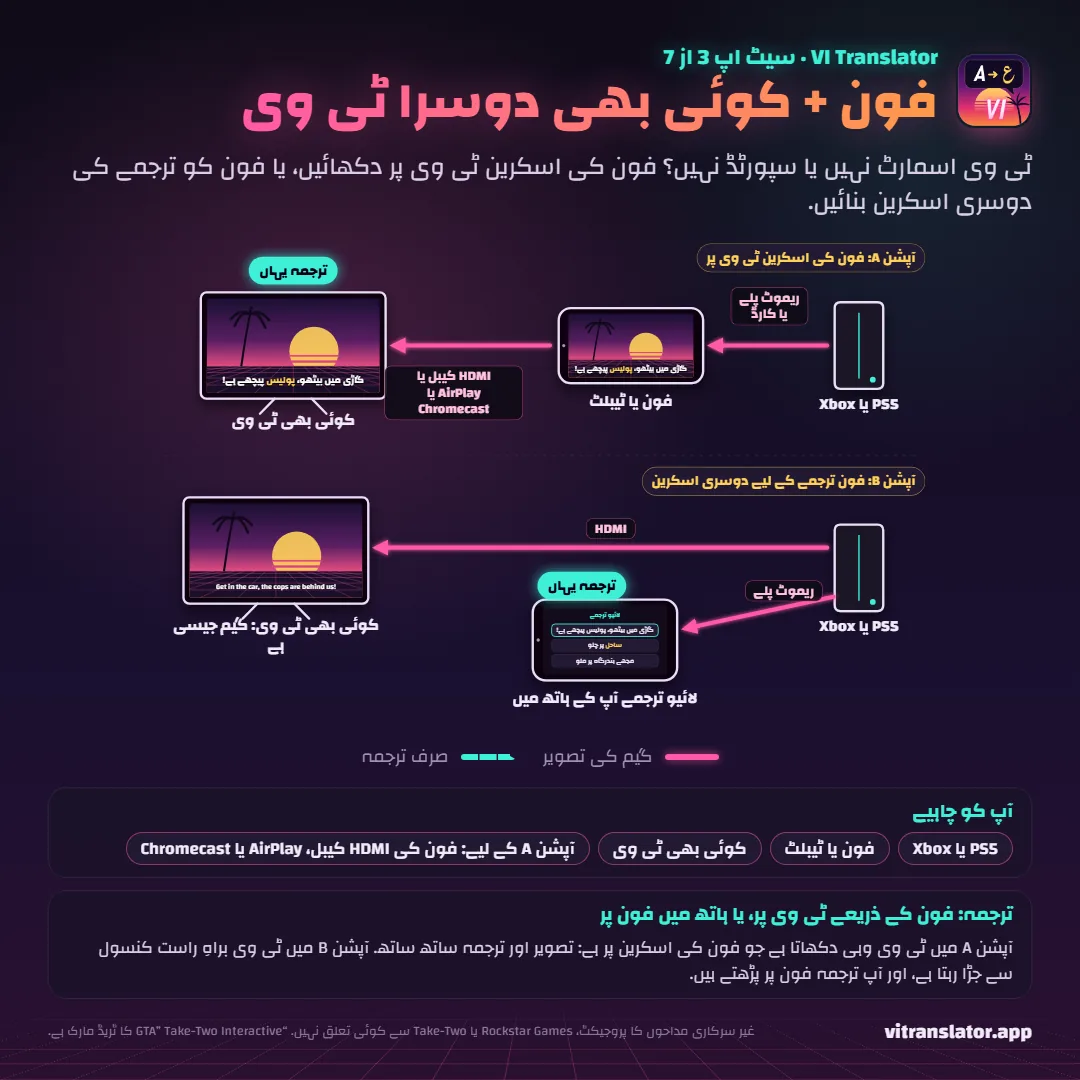 VI Translator · سیٹ اپ 3 از 7
فون + کوئی بھی دوسرا ٹی وی
A→ع
VI
ٹی وی اسمارٹ نہیں یا سپورٹڈ نہیں؟ فون کی اسکرین ٹی وی پر دکھائیں، یا فون کو ترجمے کی
دوسری اسکرین بنائیں.
آپشن A: فون کی اسکرین ٹی وی پر
ترجمہ یہاں
ریموٹ پلے
یا کارڈ
گاڑی میں بیٹھو، پولیس پیچھے ہے!
گاڑی میں بیٹھو، پولیس پیچھے ہے!
HDMI کیبل یا
AirPlay یا
Chromecast
PS5 یا Xbox
فون یا ٹیبلٹ
کوئی بھی ٹی وی
آپشن B: فون ترجمے کے لیے دوسری اسکرین
HDMI
Get in the car, the cops are behind us!
ترجمہ یہاں
ریموٹ پلے
لائیو ترجمے
گاڑی میں بیٹھو، پولیس پیچھے ہے!
ساحل پر چلو
مجھے بندرگاہ پر ملو
PS5 یا Xbox
کوئی بھی ٹی وی: گیم جیسی
ہے
لائیو ترجمے آپ کے ہاتھ میں
گیم کی تصویر
صرف ترجمہ
آپ کو چاہیے
PS5 یا Xbox
فون یا ٹیبلٹ
کوئی بھی ٹی وی
آپشن A کے لیے: فون کی HDMI کیبل، AirPlay یا Chromecast
ترجمہ: فون کے ذریعے ٹی وی پر، یا ہاتھ میں فون پر
آپشن A میں ٹی وی وہی دکھاتا ہے جو فون کی اسکرین پر ہے: تصویر اور ترجمہ ساتھ ساتھ. آپشن B میں ٹی وی براہِ راست کنسول
سے جڑا رہتا ہے، اور آپ ترجمہ فون پر پڑھتے ہیں.
vitranslator.app
غیر سرکاری مداحوں کا پروجیکٹ، Rockstar Games یا Take-Two سے کوئی تعلق نہیں. "GTA" Take-Two Interactive کا ٹریڈ مارک ہے.